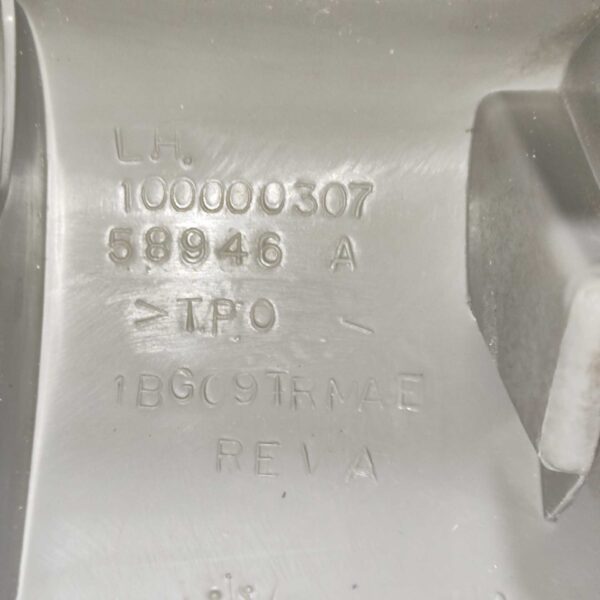 LH.
100000307
58946 A
>TPO<
1BG09TRMAE
REV A